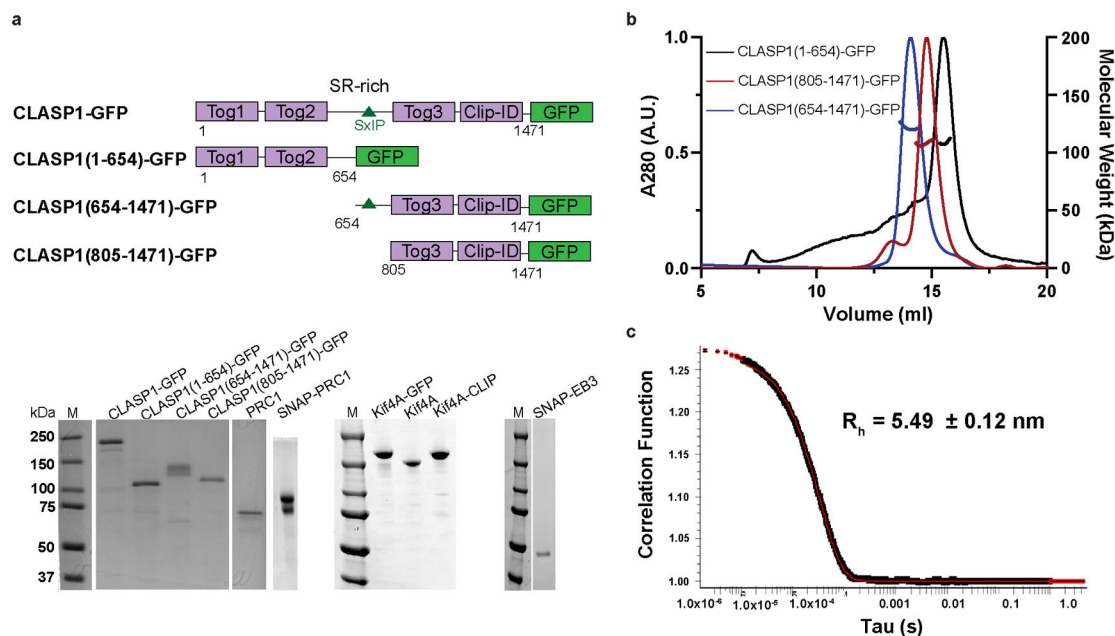 a
SR-rich
CLASP1-GFP
Tog1 Tog2 Tog3 Clip-ID GFP
SxIP
1 1471
CLASP1(1-654)-GFP
Tog1 Tog2 GFP
1 654
CLASP1(654-1471)-GFP
Tog3 Clip-ID GFP
654 1471
CLASP1(805-1471)-GFP
Tog3 Clip-ID GFP
805 1471
kDa M CLASP1-GFP CLASP1(1-654)-GFP CLASP1(654-1471)-GFP CLASP1(805-1471)-GFP PRC1 SNAP-PRC1
M Kif4A-GFP Kif4A Kif4A-CLIP
M SNAP-EB3
250
150
100
75
50
37
b
CLASP1(1-654)-GFP
CLASP1(805-1471)-GFP
CLASP1(654-1471)-GFP
A280 (A.U.)
1.0
0.5
0.0
5 10 15 20
Volume (ml)
200
150
100
50
0
Molecular Weight (kDa)
c
Correlation Function
1.25
1.20
1.15
1.10
1.05
1.00
Rh = 5.49 ± 0.12 nm
1.0x10-6 1.0x10-5 1.0x10-4 0.001 0.01 0.1 1.0
Tau (s)